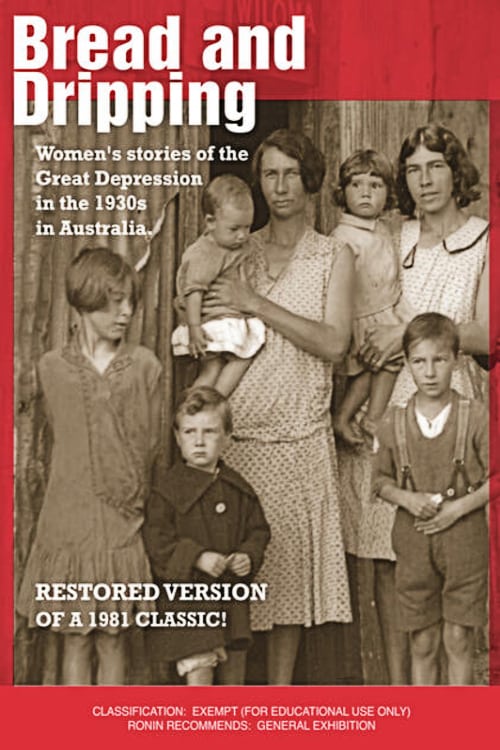 Bread and
Dripping
Women's stories of the
Great Depression
in the 1930s
in Australia.
RESTORED VERSION
OF A 1981 CLASSIC!
CLASSIFICATION: EXEMPT (FOR EDUCATIONAL USE ONLY)
RONIN RECOMMENDS: GENERAL EXHIBITION